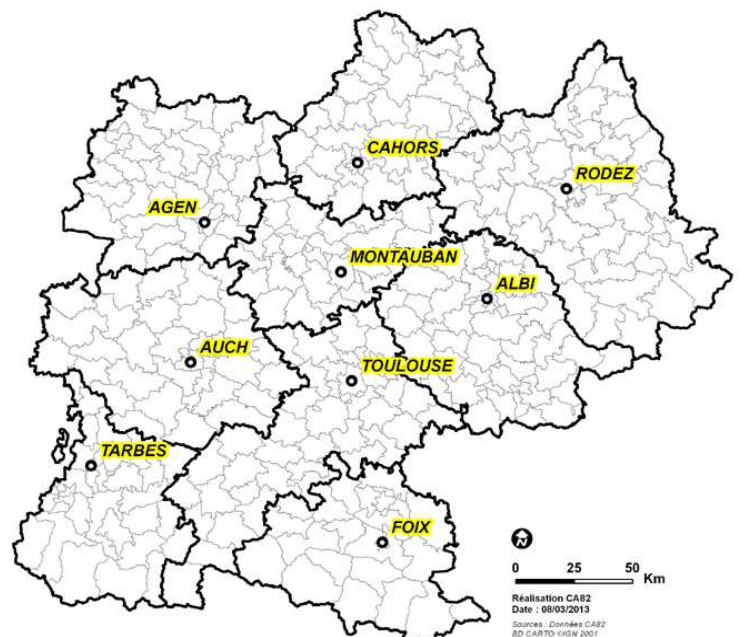 CAHORS
RODEZ
AGEN
MONTAUBAN
ALBI
AUCH
TOULOUSE
TARBES
FOIX
0 25 50 Km
Réalisation CA82
Date : 08/03/2013
Sources : Données CA82
BD CARTO ©IGN 2001